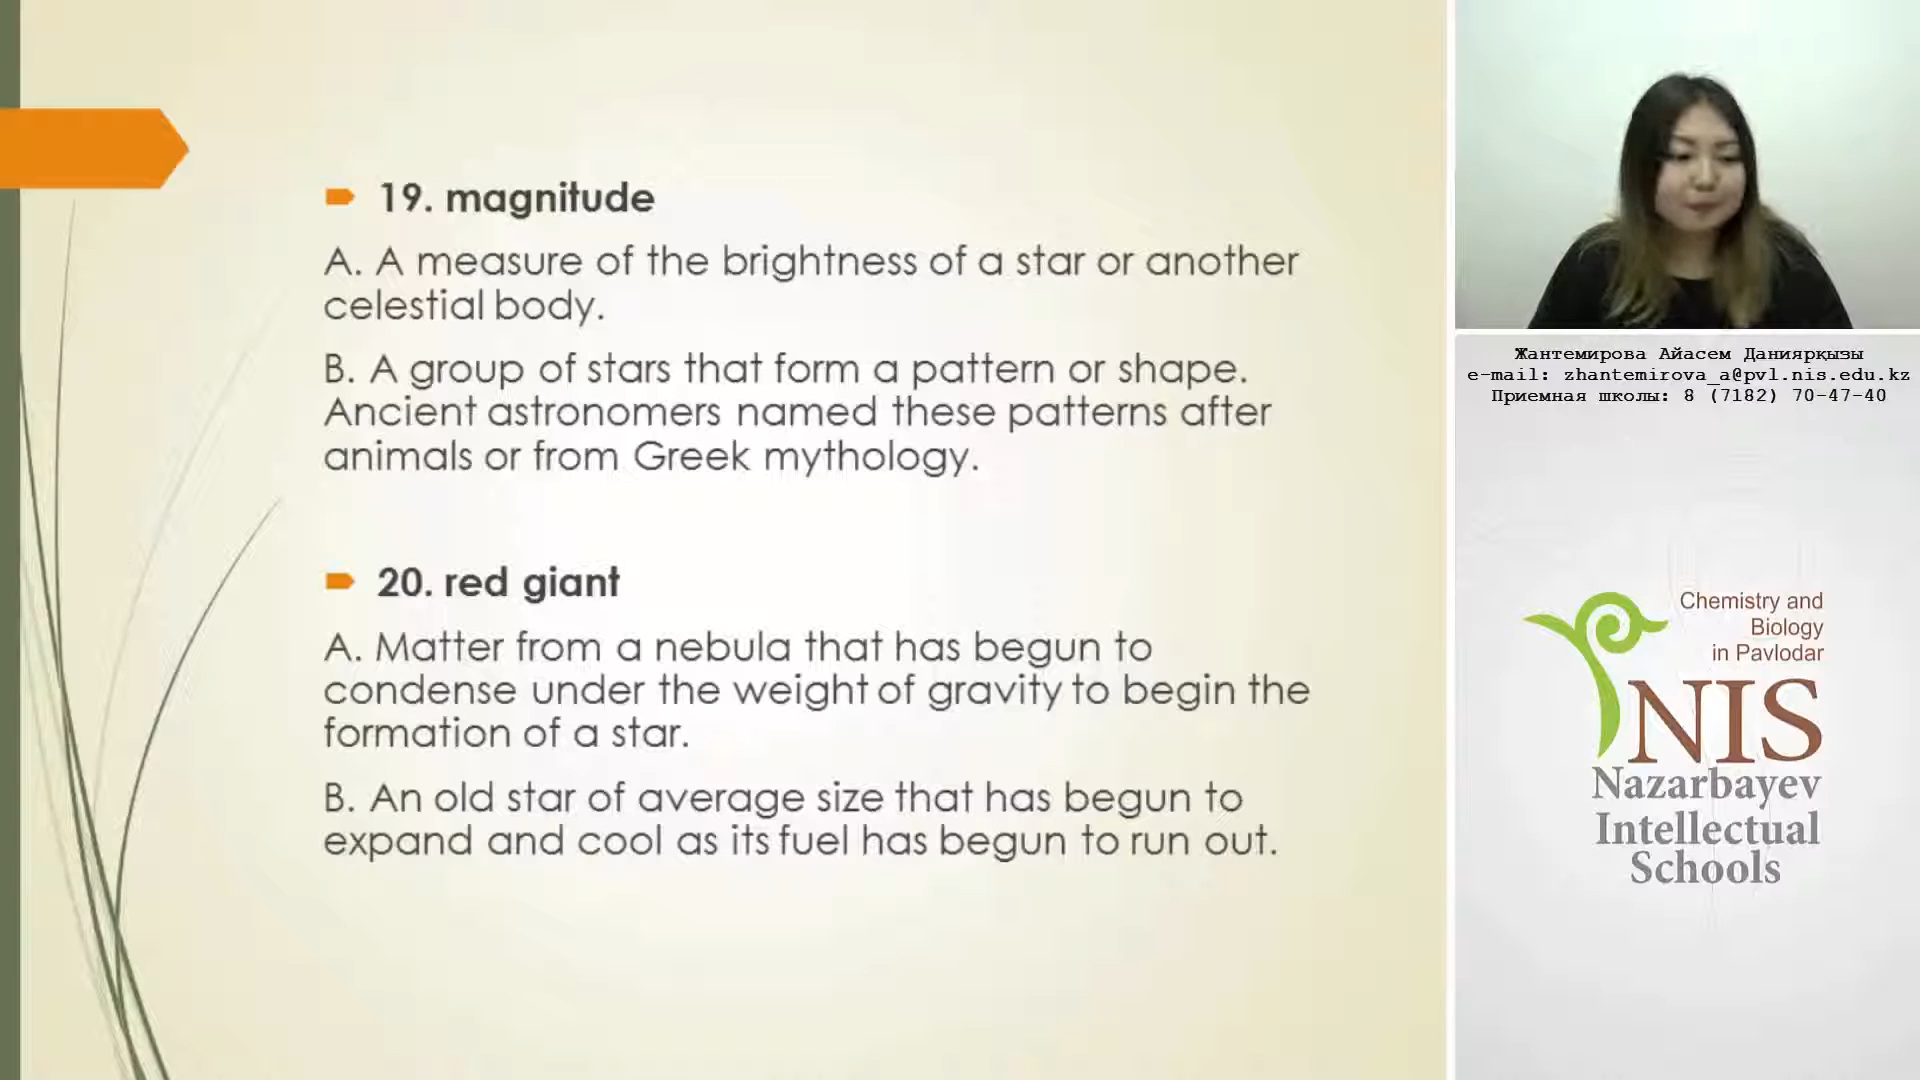 19. magnitude
A. A measure of the brightness of a star or another
celestial body.
B. A group of stars that form a pattern or shape.
Ancient astronomers named these patterns after
animals or from Greek mythology.
20. red giant
A. Matter from a nebula that has begun to
condense under the weight of gravity to begin the
formation of a star.
B. An old star of average size that has begun to
expand and cool as its fuel has begun to run out.
Жантемирова Айасем Даниярқызы
e-mail: zhantemirova_a@pvl.nis.edu.kz
Приемная школы: 8 (7182) 70-47-40
Chemistry and
Biology
in Pavlodar
NIS
Nazarbayev
Intellectual
Schools